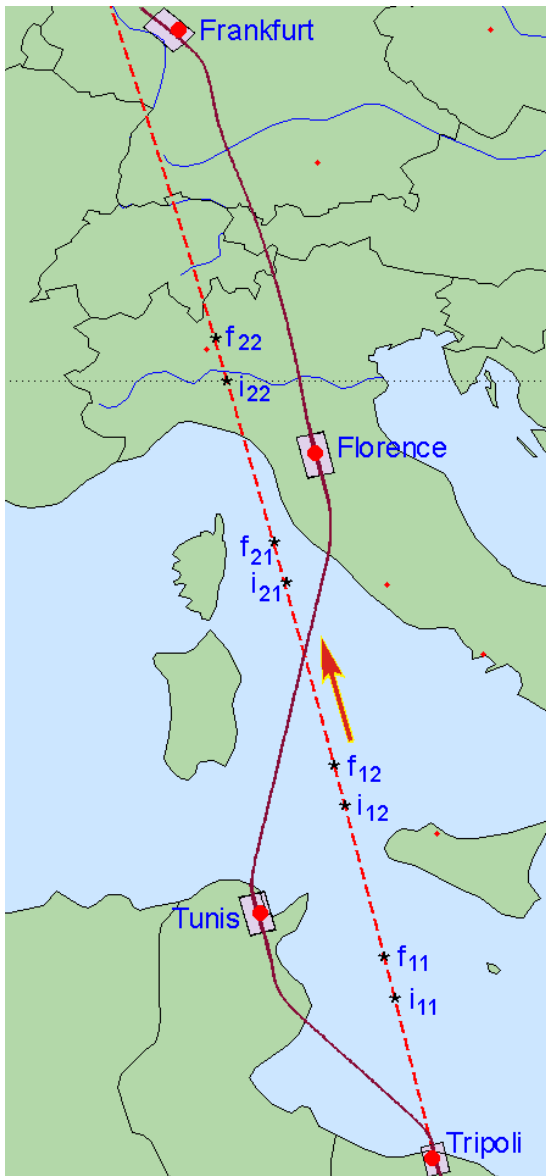 Frankfurt
f22
i22
Florence
f21
i21
f12
i12
Tunis
f11
i11
Tripoli